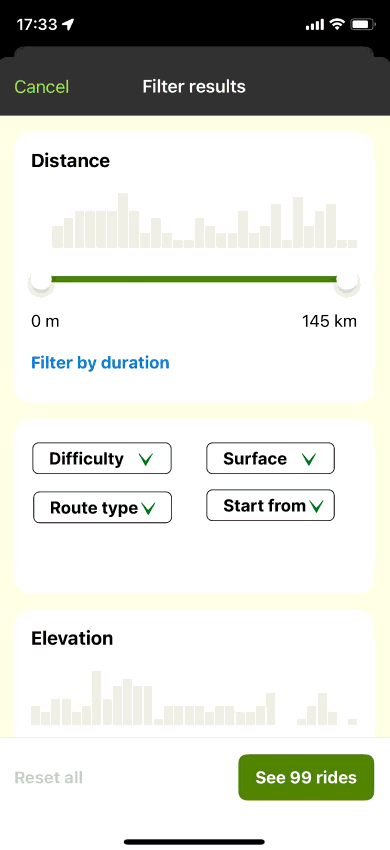 17:33
Cancel
Filter results
Distance
0 m
145 km
Filter by duration
Difficulty
Surface
Route type
Start from
Elevation
Reset all
See 99 rides